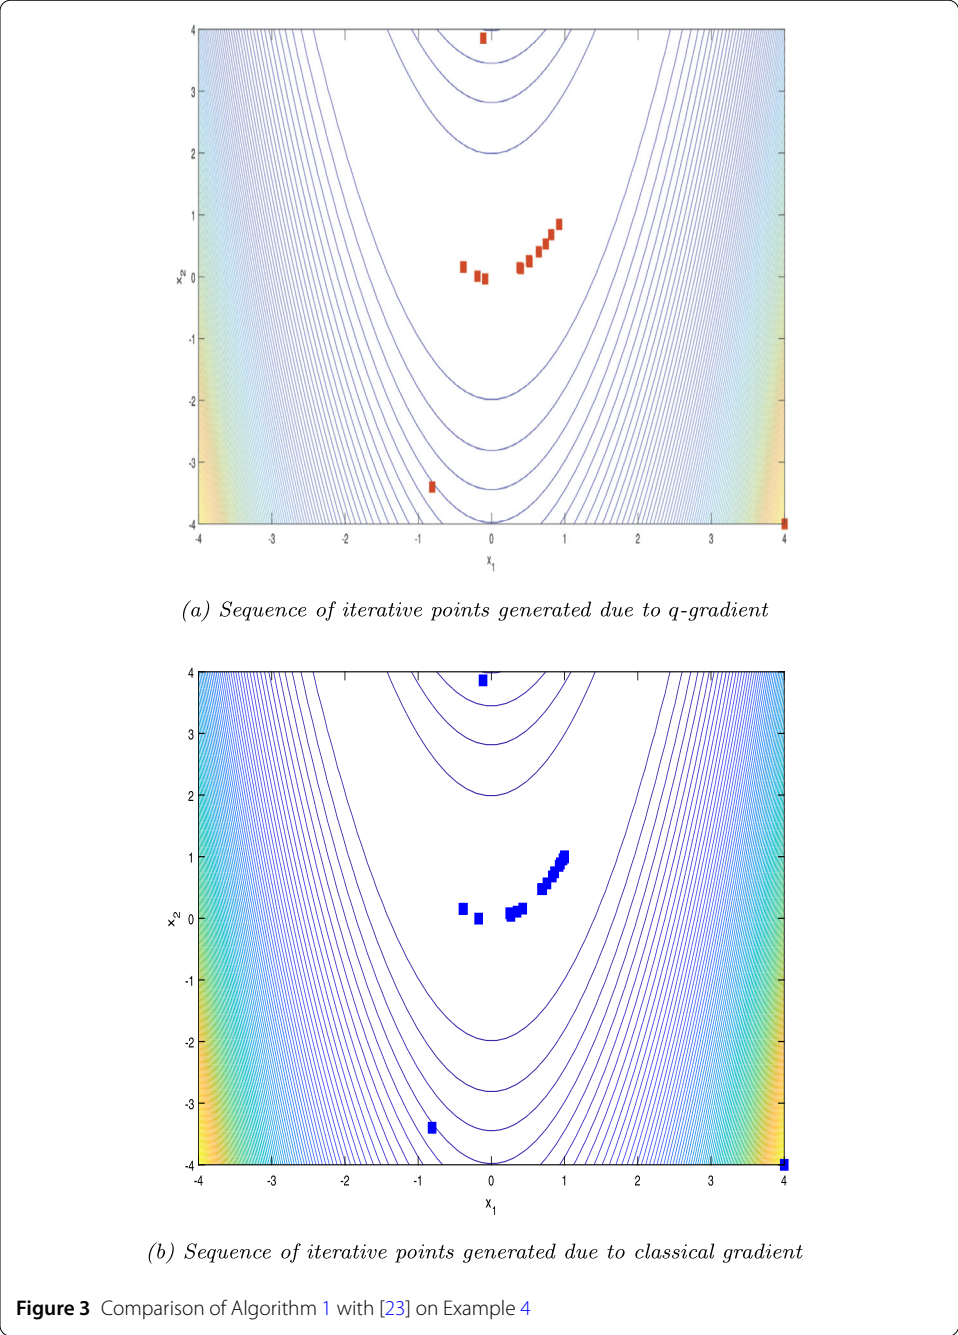 4
3
2
1
0
-1
-2
-3
-4
x2
-4 -3 -2 -1 0 1 2 3 4
x1
(a) Sequence of iterative points generated due to q-gradient
4
3
2
1
0
-1
-2
-3
-4
x2
-4 -3 -2 -1 0 1 2 3 4
x1
(b) Sequence of iterative points generated due to classical gradient
Figure 3 Comparison of Algorithm 1 with [23] on Example 4